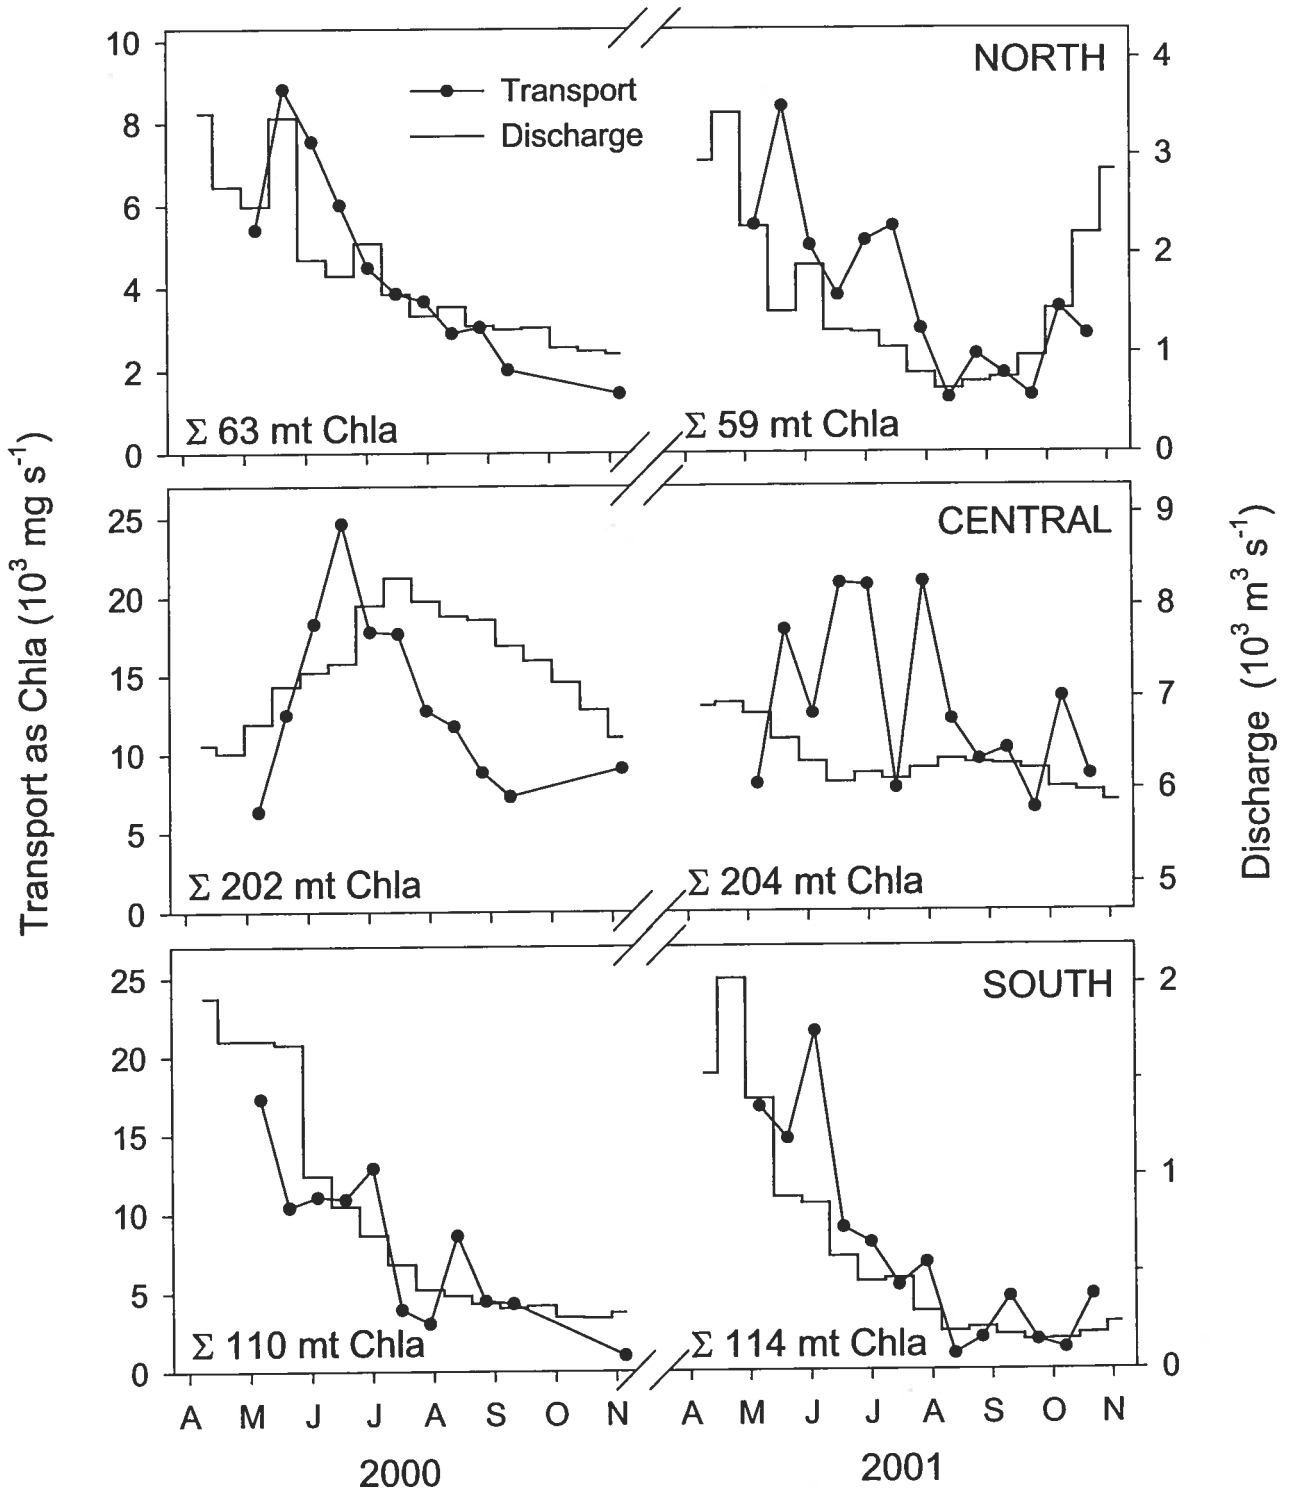 10
8
6
4
2
0
4
3
2
1
0
NORTH
Transport
Discharge
Σ 63 mt Chla
Σ 59 mt Chla
25
20
15
10
5
0
9
8
7
6
5
CENTRAL
Σ 202 mt Chla
Σ 204 mt Chla
25
20
15
10
5
0
2
1
0
SOUTH
Σ 110 mt Chla
Σ 114 mt Chla
A M J J A S O N
A M J J A S O N
2000
2001
Transport as Chla (10³ mg s⁻¹)
Discharge (10³ m³ s⁻¹)